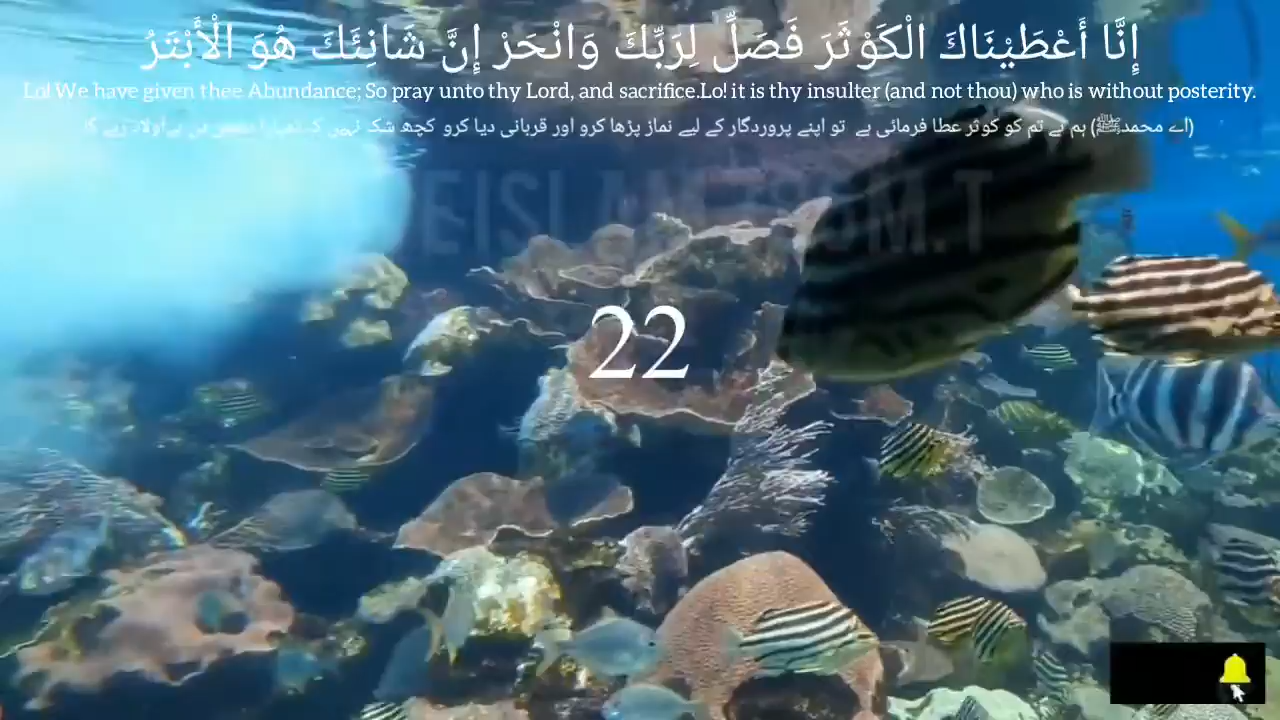 إِنَّا أَعْطَيْنَاكَ الْكَوْثَرَ فَصَلِّ لِرَبِّكَ وَانْحَرْ إِنَّ شَانِئَكَ هُوَ الْأَبْتَرُ
Lo! We have given thee Abundance; So pray unto thy Lord, and sacrifice.Lo! it is thy insulter (and not thou) who is without posterity.
(اے محمدﷺ) ہم نے تم کو کوثر عطا فرمائی ہے تو اپنے پروردگار کے لیے نماز پڑھا کرو اور قربانی دیا کرو کچھ شک نہیں کہ
22